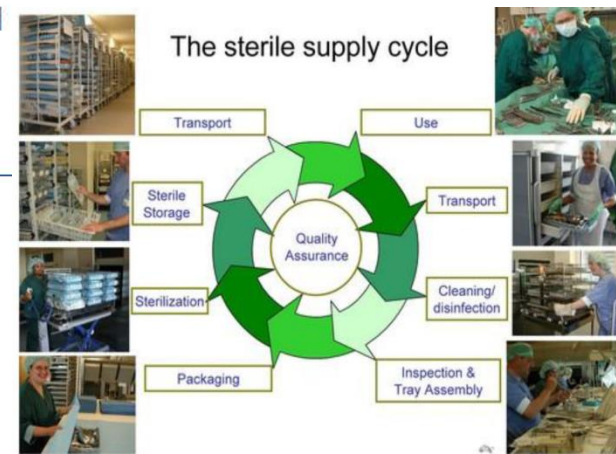 The sterile supply cycle
Transport
Use
Sterile
Storage
Transport
Quality
Assurance
Sterilization
Cleaning/
disinfection
Packaging
Inspection &
Tray Assembly